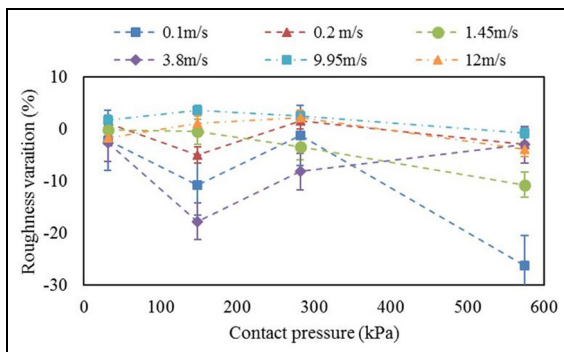 0.1m/s 0.2 m/s 1.45m/s
3.8m/s 9.95m/s 12m/s
Roughness varaition (%)
10
0
-10
-20
-30
0 100 200 300 400 500 600
Contact pressure (kPa)